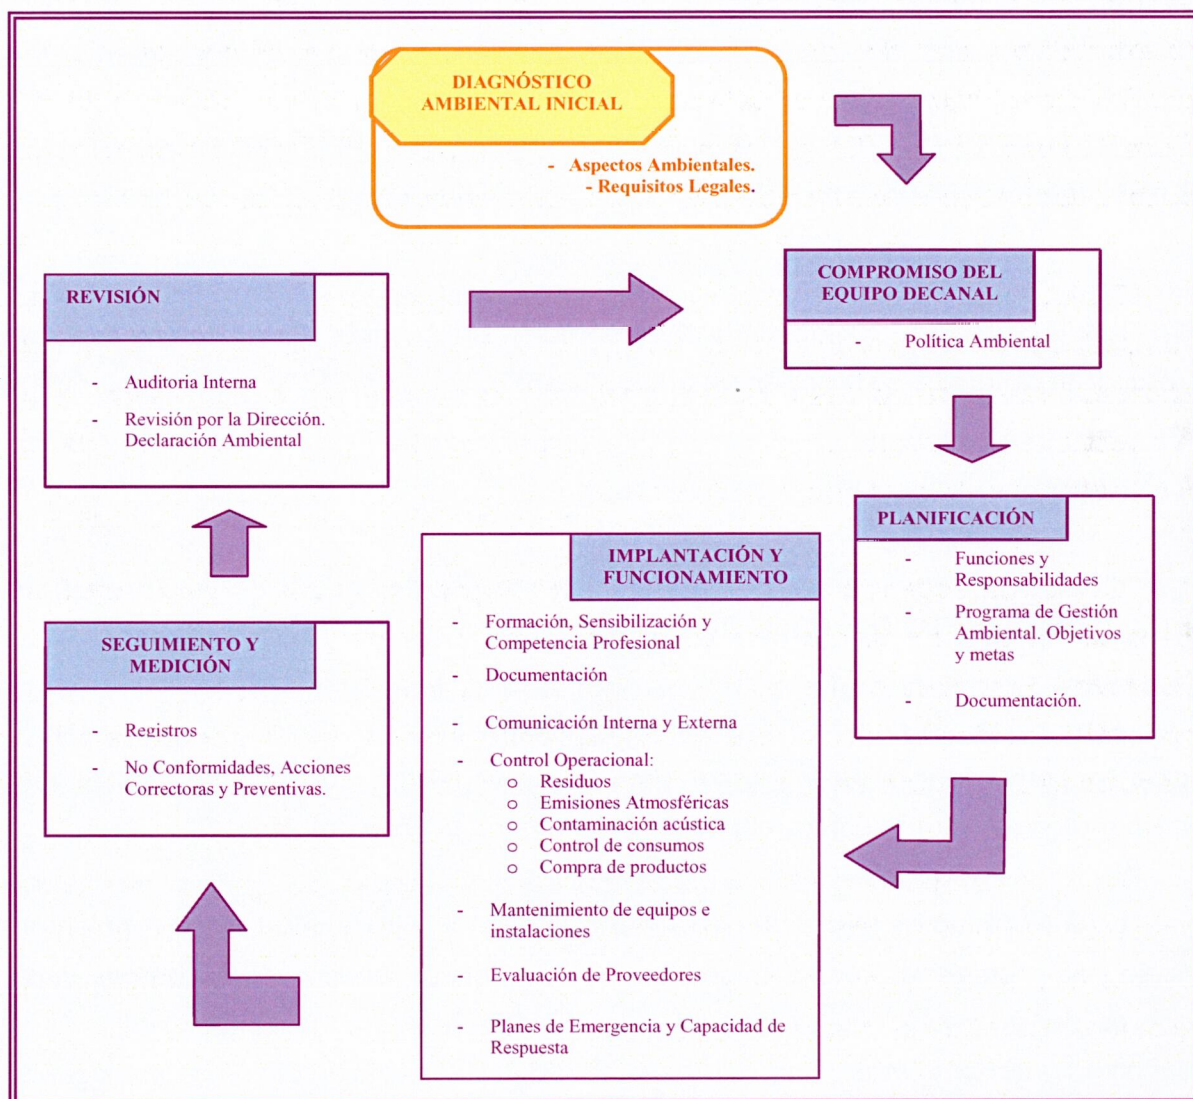 DIAGNÓSTICO
AMBIENTAL INICIAL
- Aspectos Ambientales.
- Requisitos Legales.
COMPROMISO DEL
EQUIPO DECANAL
- Política Ambiental
PLANIFICACIÓN
- Funciones y
Responsabilidades
- Programa de Gestión
Ambiental. Objetivos
y metas
- Documentación.
IMPLANTACIÓN Y
FUNCIONAMIENTO
- Formación, Sensibilización y
Competencia Profesional
- Documentación
- Comunicación Interna y Externa
- Control Operacional:
o Residuos
o Emisiones Atmosféricas
o Contaminación acústica
o Control de consumos
o Compra de productos
- Mantenimiento de equipos e
instalaciones
- Evaluación de Proveedores
- Planes de Emergencia y Capacidad de
Respuesta
SEGUIMIENTO Y
MEDICIÓN
- Registros
- No Conformidades, Acciones
Correctoras y Preventivas.
REVISIÓN
- Auditoria Interna
- Revisión por la Dirección.
Declaración Ambiental